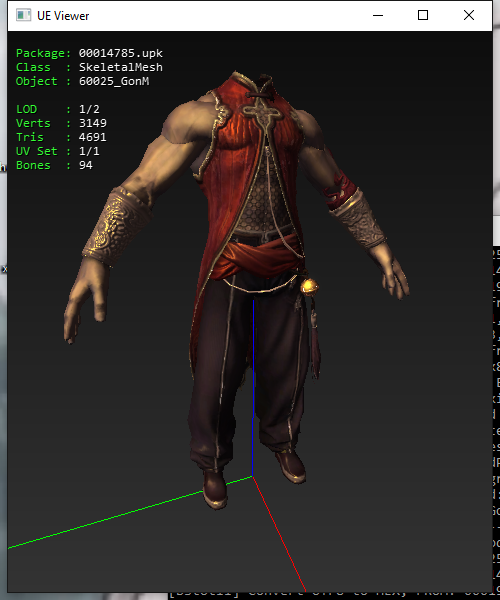 UE Viewer
Package: 00014785.upk
Class  : SkeletalMesh
Object : 60025_GonM
LOD    : 1/2
Verts  : 3149
Tris   : 4691
UV Set : 1/1
Bones  : 94